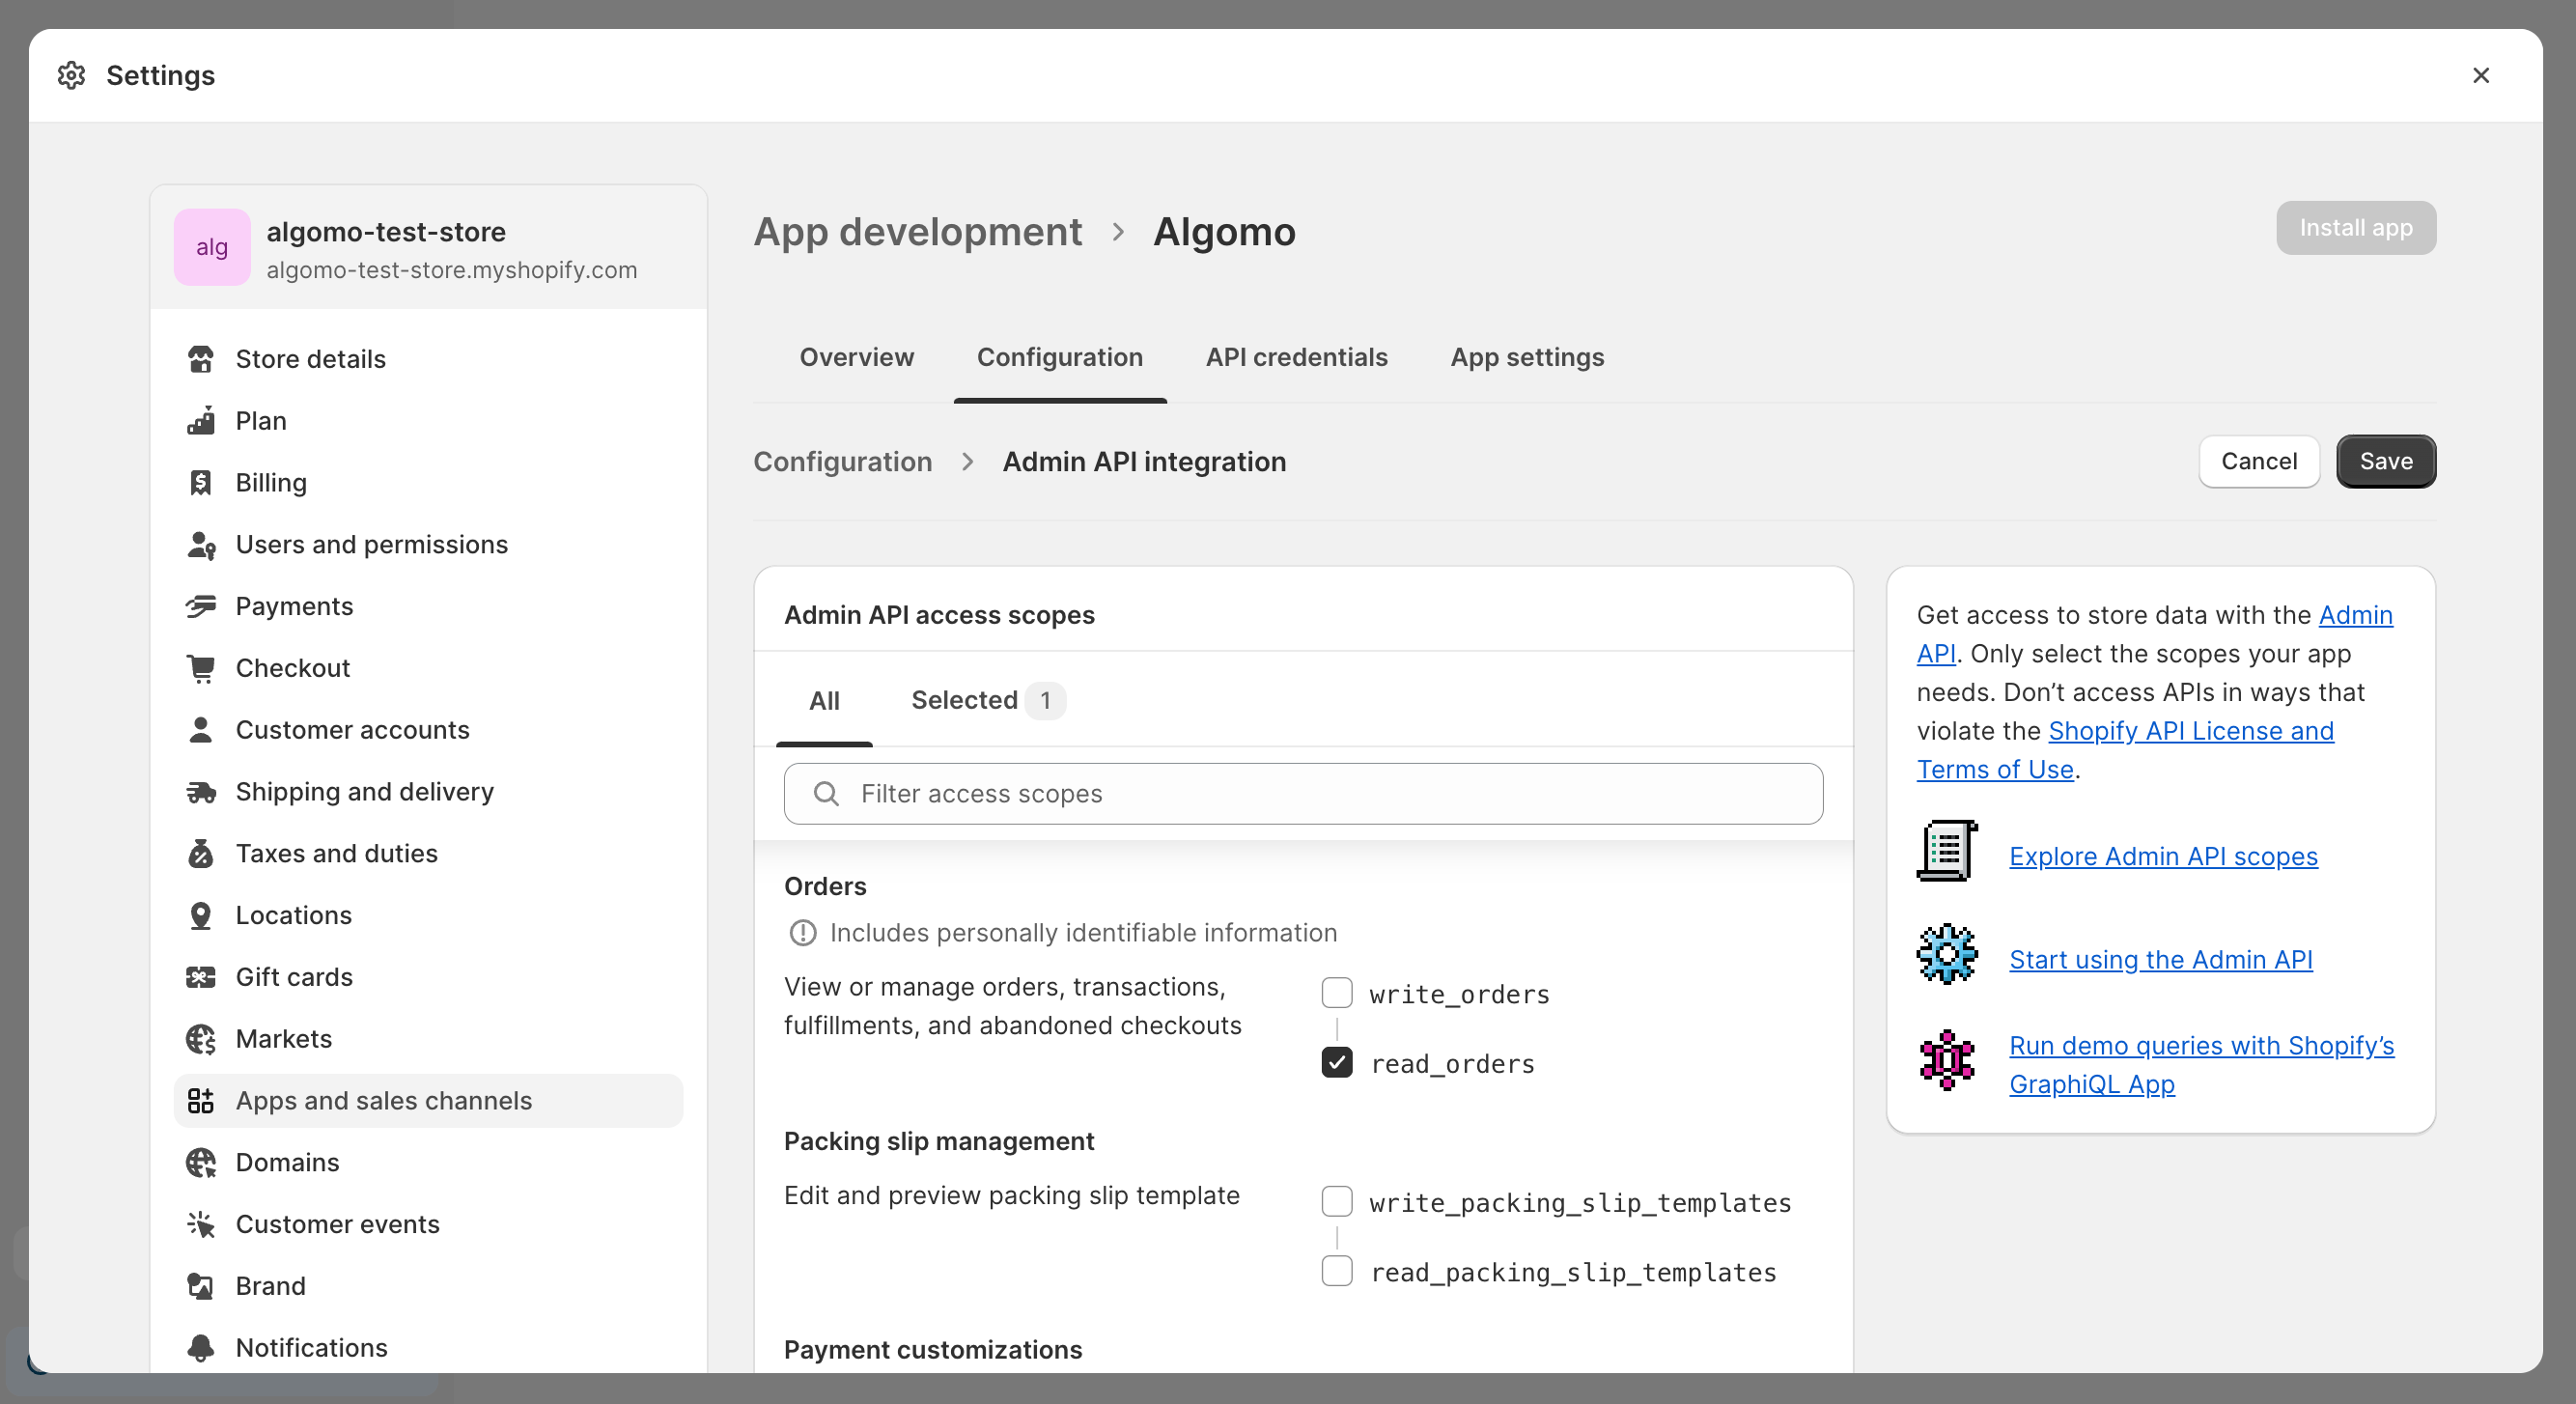 Settings
alg
algomo-test-store
algomo-test-store.myshopify.com
Store details
Plan
Billing
Users and permissions
Payments
Checkout
Customer accounts
Shipping and delivery
Taxes and duties
Locations
Gift cards
Markets
Apps and sales channels
Domains
Customer events
Brand
Notifications
App development > Algomo
Install app
Overview
Configuration
API credentials
App settings
Configuration > Admin API integration
Cancel
Save
Admin API access scopes
All
Selected 1
Filter access scopes
Orders
Includes personally identifiable information
View or manage orders, transactions,
fulfillments, and abandoned checkouts
write_orders
read_orders
Packing slip management
Edit and preview packing slip template
write_packing_slip_templates
read_packing_slip_templates
Payment customizations
Get access to store data with the Admin
API. Only select the scopes your app
needs. Don’t access APIs in ways that
violate the Shopify API License and
Terms of Use.
Explore Admin API scopes
Start using the Admin API
Run demo queries with Shopify’s
GraphiQL App